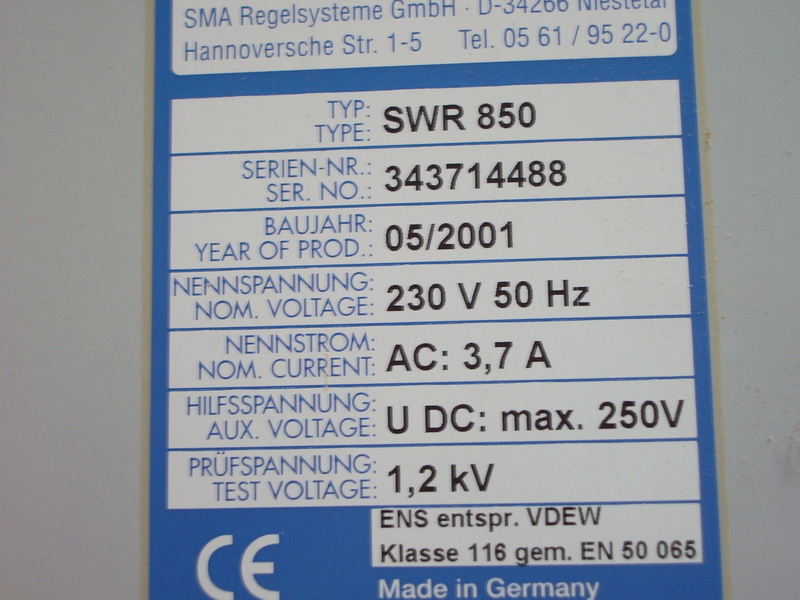 SMA Regelsysteme GmbH · D-34266 Niestetal
Hannoversche Str. 1-5 Tel. 05 61 / 95 22-0
TYP:
TYPE: SWR 850
SERIEN-NR.:
SER. NO.: 343714488
BAUJAHR:
YEAR OF PROD.: 05/2001
NENNSPANNUNG:
NOM. VOLTAGE: 230 V 50 Hz
NENNSTROM:
NOM. CURRENT: AC: 3,7 A
HILFSSPANNUNG:
AUX. VOLTAGE: U DC: max. 250V
PRÜFSPANNUNG:
TEST VOLTAGE: 1,2 kV
ENS entspr. VDEW
Klasse 116 gem. EN 50 065
CE
Made in Germany